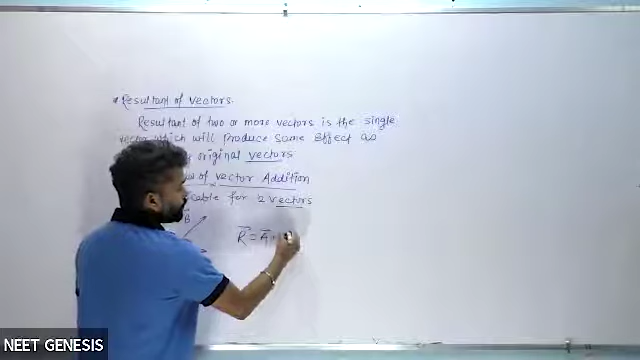 * Resultant of vectors.
Resultant of two or more vectors is the single
vector which will produce same effect as
original vectors
of vector Addition
cable for 2 vectors
B
R = A +
NEET GENESIS